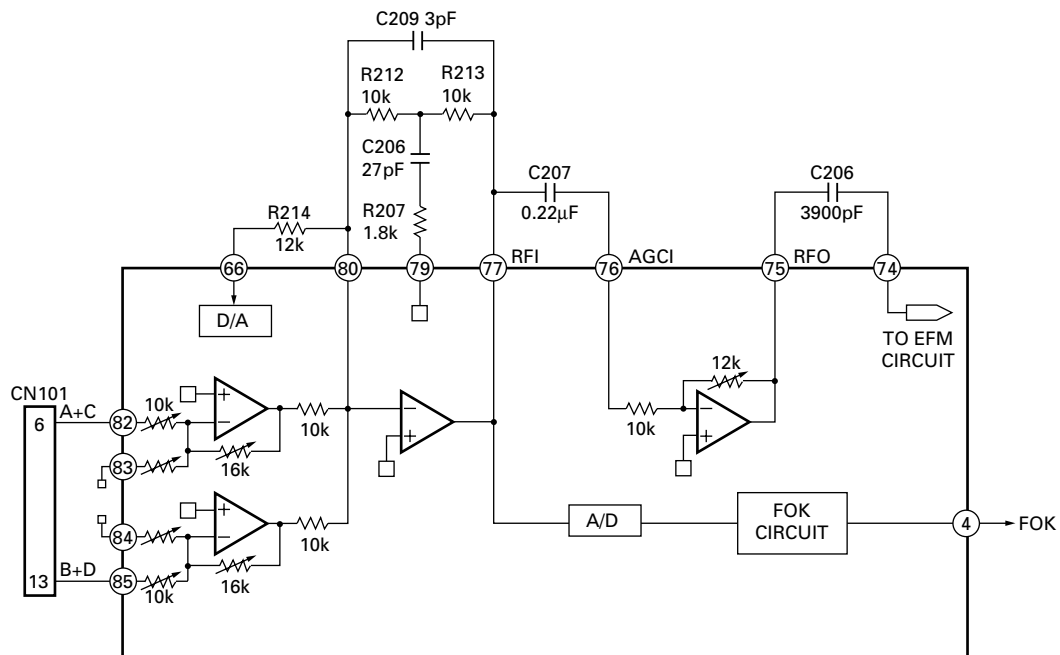 C209 3pF
R212
10k
R213
10k
C206
27pF
R207
1.8k
R214
12k
C207
0.22µF
C206
3900pF
66
80
79
77
RFI
76
AGCI
75
RFO
74
D/A
TO EFM
CIRCUIT
CN101
6
A+C
82
10k
+
−
10k
16k
83
−
+
12k
10k
−
+
84
+
−
10k
16k
13
B+D
85
10k
A/D
FOK
CIRCUIT
4
FOK